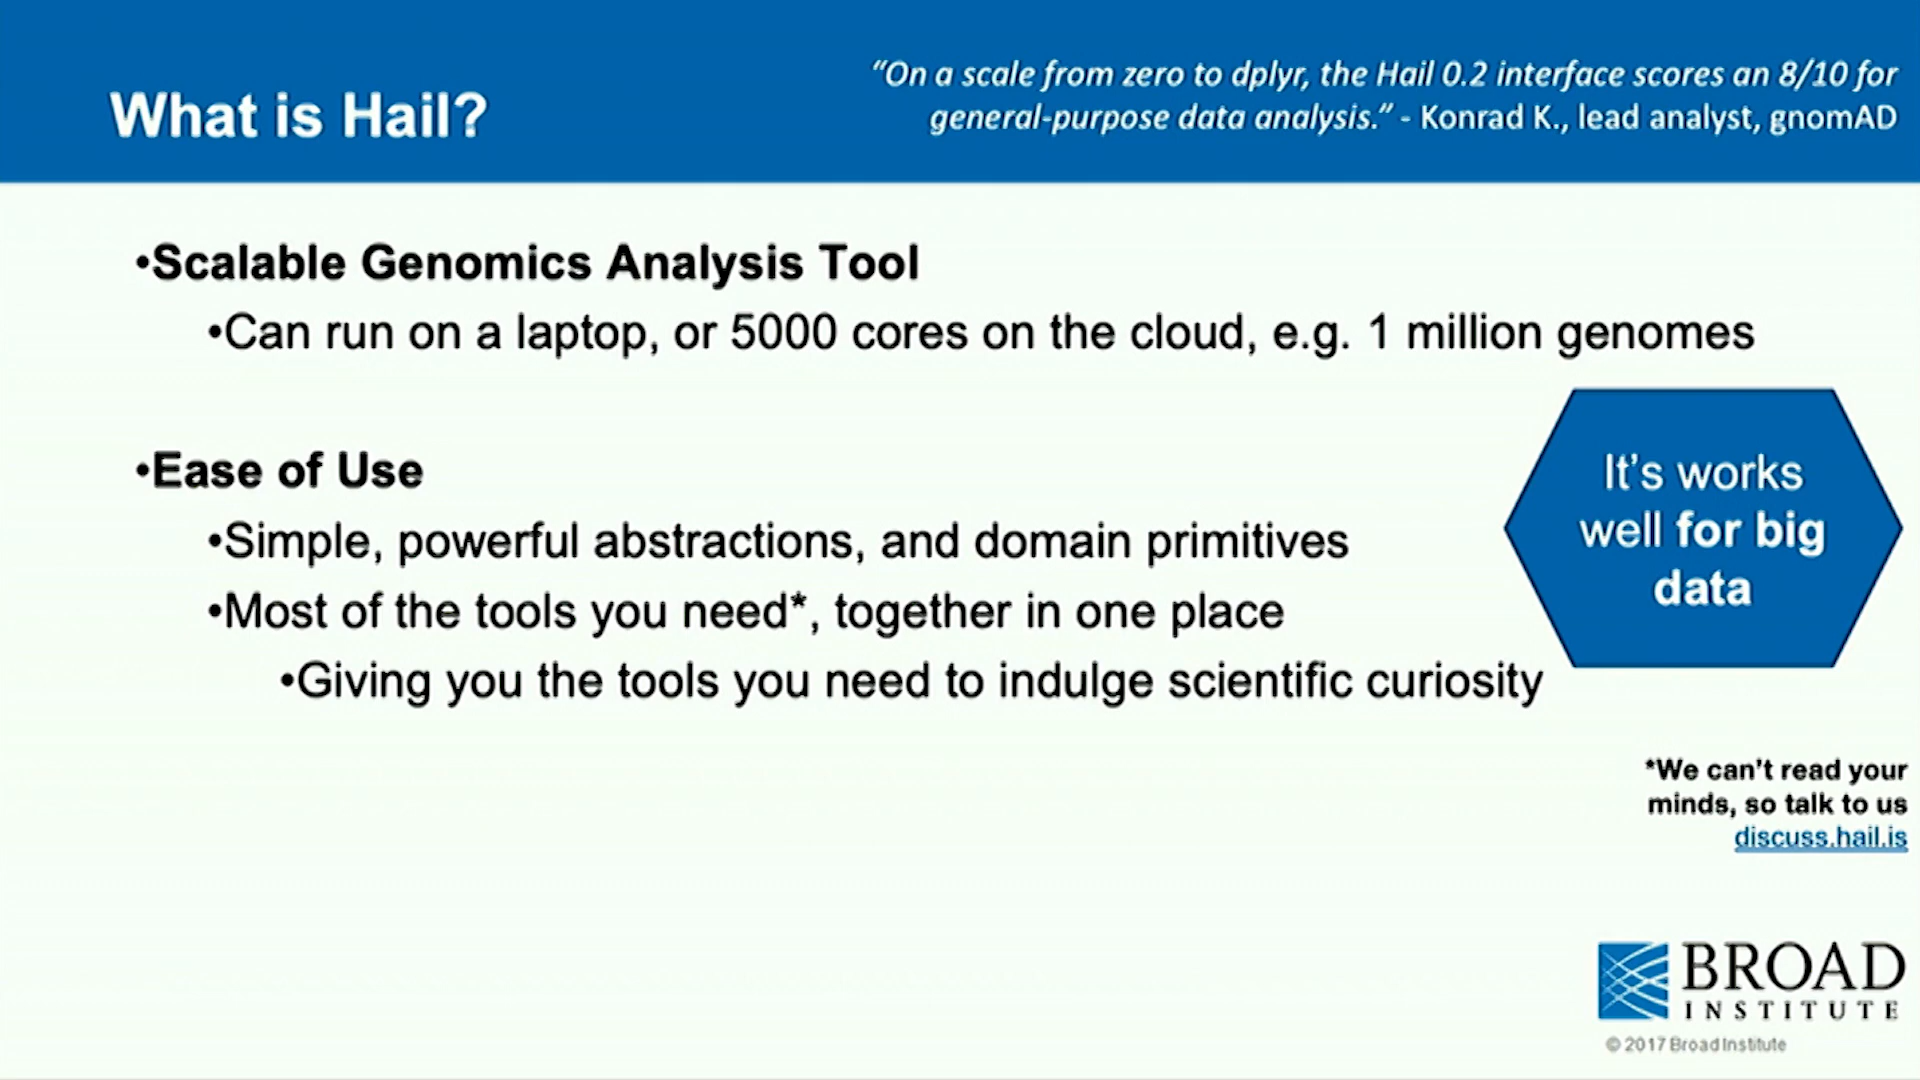 What is Hail?
“On a scale from zero to dplyr, the Hail 0.2 interface scores an 8/10 for
general-purpose data analysis.” - Konrad K., lead analyst, gnomAD
•Scalable Genomics Analysis Tool
•Can run on a laptop, or 5000 cores on the cloud, e.g. 1 million genomes
•Ease of Use
•Simple, powerful abstractions, and domain primitives
•Most of the tools you need*, together in one place
•Giving you the tools you need to indulge scientific curiosity
It’s works
well for big
data
*We can’t read your
minds, so talk to us
discuss.hail.is
BROAD
INSTITUTE
© 2017 Broad Institute